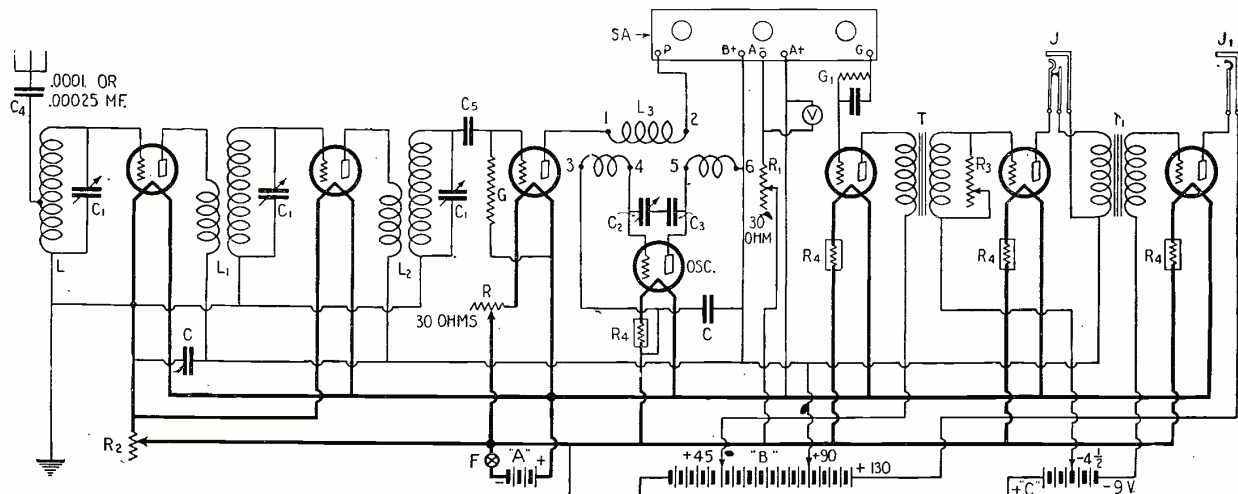 SA
P B+ A- A+ G
J
J1
.0001 OR
.00025 MF.
C4
C5
1 L3 2
G1
V
T
T1
C1
C1
C1
G
3 4 5 6
R1
R3
C2 C3
30
OHM
L
L1
L2
OSC.
R4
R4
R4
R
30 OHMS
C
R4
C
R2
F
"A"
- +
+45 "B" +90
+130
-4½
+"C" -9 V.